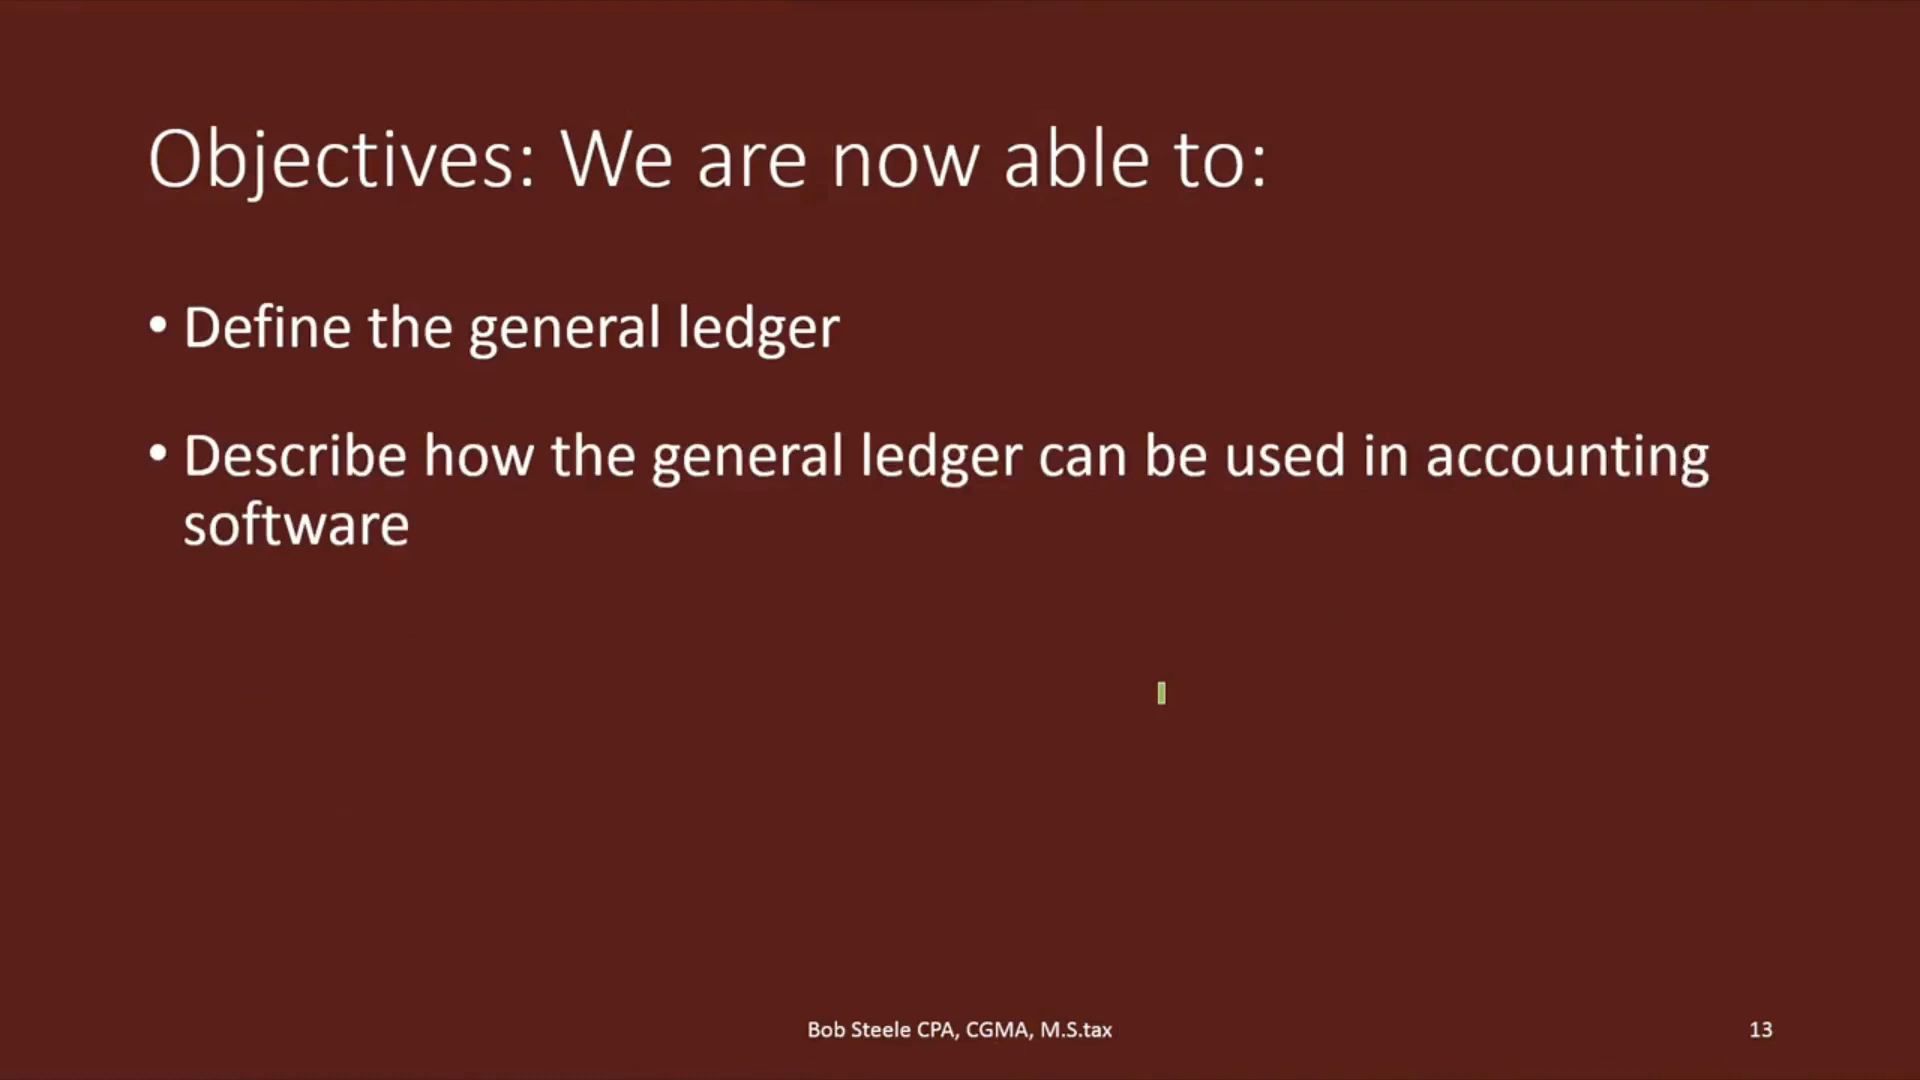 Objectives: We are now able to:
• Define the general ledger
• Describe how the general ledger can be used in accounting
software
Bob Steele CPA, CGMA, M.S.tax
13